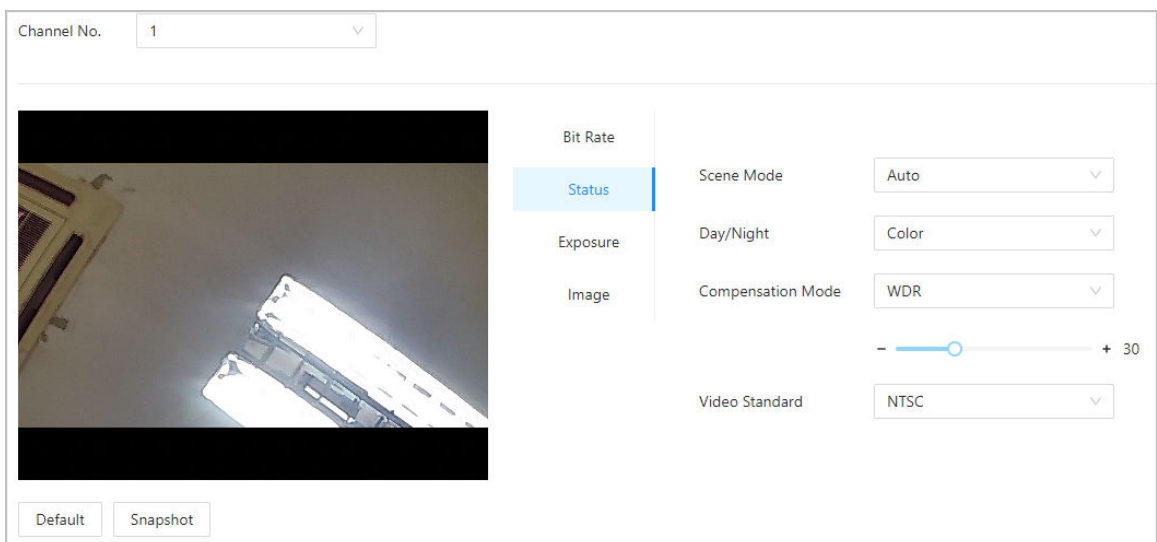 Channel No. 1
Bit Rate
Status
Exposure
Image
Scene Mode Auto
Day/Night Color
Compensation Mode WDR
- + 30
Video Standard NTSC
Default Snapshot